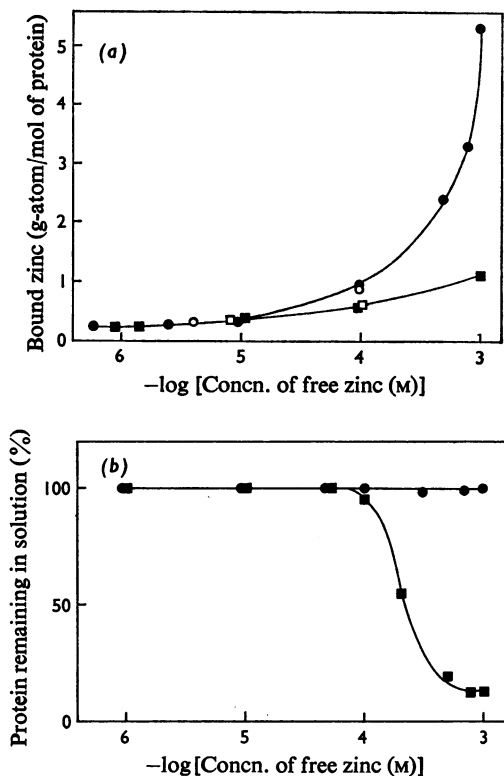 (a)
Bound zinc (g-atom/mol of protein)
5
4
3
2
1
0
6 5 4 3
−log [Concn. of free zinc (M)]
(b)
Protein remaining in solution (%)
100
50
0
6 5 4 3
−log [Concn. of free zinc (M)]